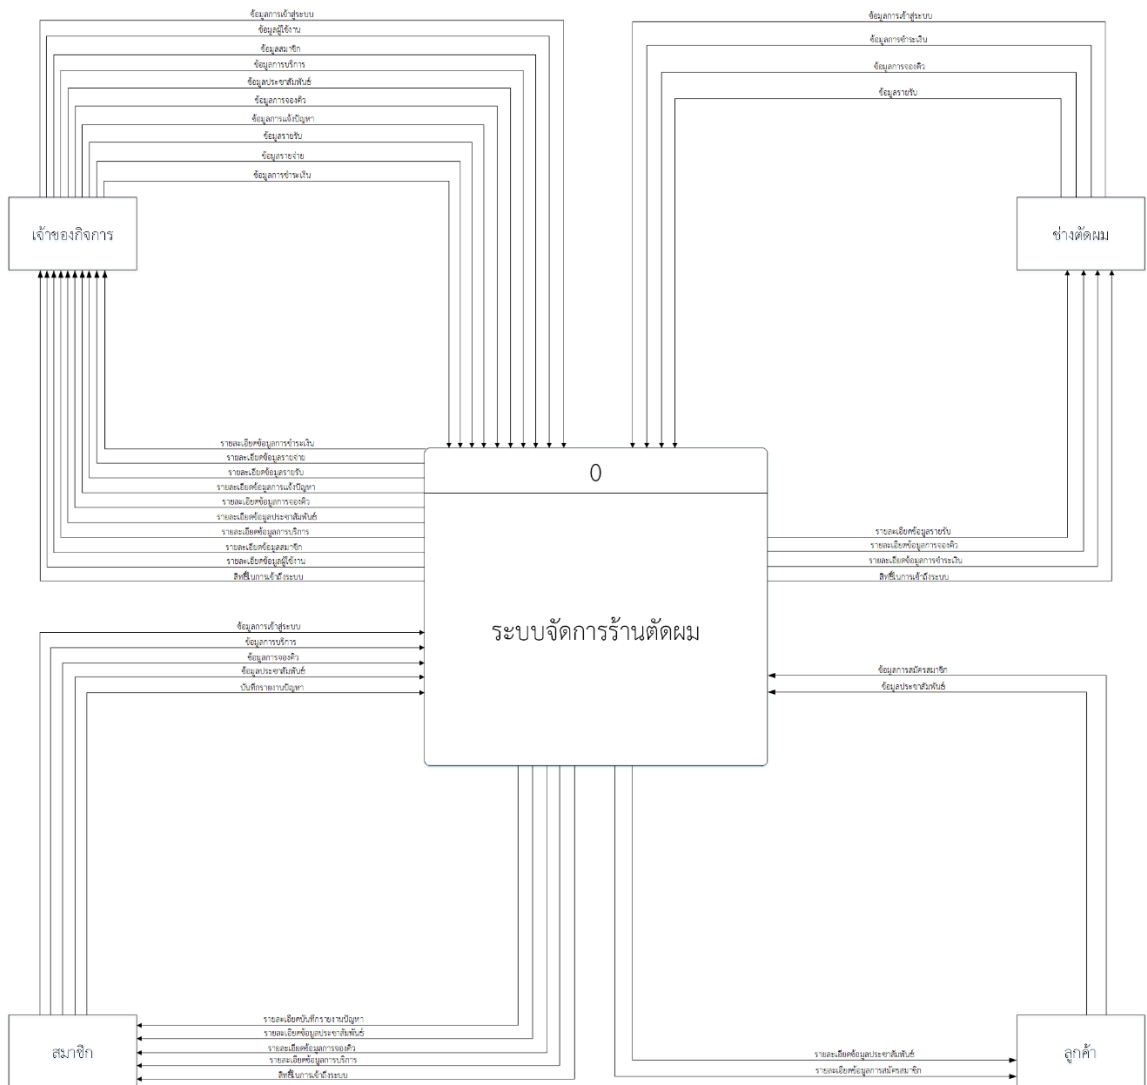 ข้อมูลการเข้าสู่ระบบ
ข้อมูลผู้ใช้งาน
ข้อมูลสมาชิก
ข้อมูลการบริการ
ข้อมูลประชาสัมพันธ์
ข้อมูลการจองคิว
ข้อมูลการแจ้งปัญหา
ข้อมูลรายรับ
ข้อมูลรายจ่าย
ข้อมูลการชำระเงิน
ข้อมูลการเข้าสู่ระบบ
ข้อมูลการชำระเงิน
ข้อมูลการจองคิว
ข้อมูลรายรับ
เจ้าของกิจการ
ช่างตัดผม
รายละเอียดข้อมูลการชำระเงิน
รายละเอียดข้อมูลรายจ่าย
รายละเอียดข้อมูลรายรับ
รายละเอียดข้อมูลการแจ้งปัญหา
รายละเอียดข้อมูลการจองคิว
รายละเอียดข้อมูลประชาสัมพันธ์
รายละเอียดข้อมูลการบริการ
รายละเอียดข้อมูลสมาชิก
รายละเอียดข้อมูลผู้ใช้งาน
สิทธิ์ในการเข้าถึงระบบ
0
ระบบจัดการร้านตัดผม
รายละเอียดข้อมูลรายรับ
รายละเอียดข้อมูลการจองคิว
รายละเอียดข้อมูลการชำระเงิน
สิทธิ์ในการเข้าถึงระบบ
ข้อมูลการเข้าสู่ระบบ
ข้อมูลการบริการ
ข้อมูลการจองคิว
ข้อมูลประชาสัมพันธ์
บันทึกรายงานปัญหา
ข้อมูลการสมัครสมาชิก
ข้อมูลประชาสัมพันธ์
สมาชิก
รายละเอียดบันทึกรายงานปัญหา
รายละเอียดข้อมูลประชาสัมพันธ์
รายละเอียดข้อมูลการจองคิว
รายละเอียดข้อมูลการบริการ
สิทธิ์ในการเข้าถึงระบบ
รายละเอียดข้อมูลประชาสัมพันธ์
รายละเอียดข้อมูลการสมัครสมาชิก
ลูกค้า